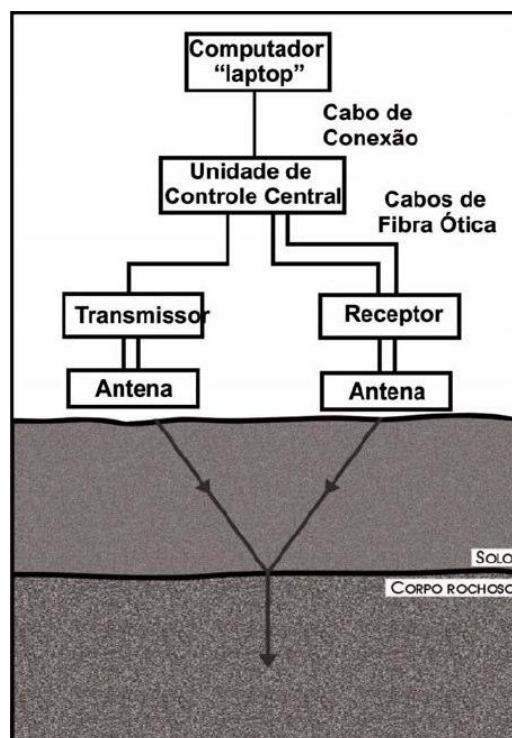 Computador
“laptop”
Cabo de
Conexão
Unidade de
Controle Central
Cabos de
Fibra Ótica
Transmissor
Receptor
Antena
Antena
SOLO
CORPO ROCHOSO